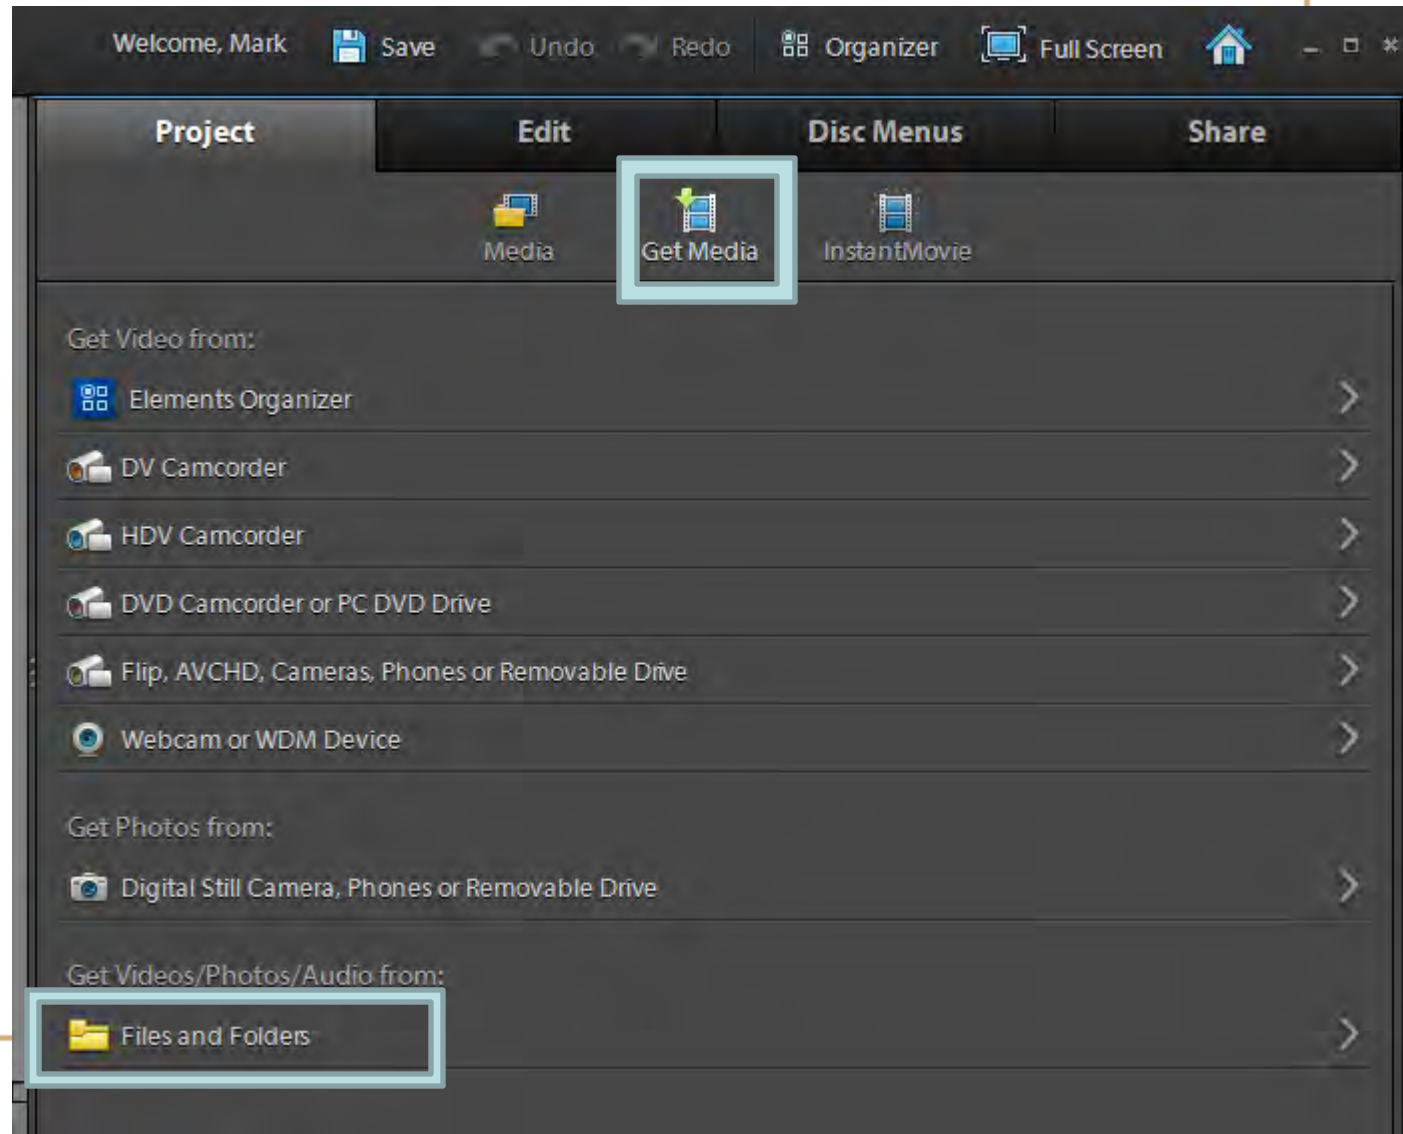 Welcome, Mark Save Undo Redo Organizer Full Screen
Project Edit Disc Menus Share
Media Get Media InstantMovie
Get Video from:
Elements Organizer
DV Camcorder
HDV Camcorder
DVD Camcorder or PC DVD Drive
Flip, AVCHD, Cameras, Phones or Removable Drive
Webcam or WDM Device
Get Photos from:
Digital Still Camera, Phones or Removable Drive
Get Videos/Photos/Audio from:
Files and Folders